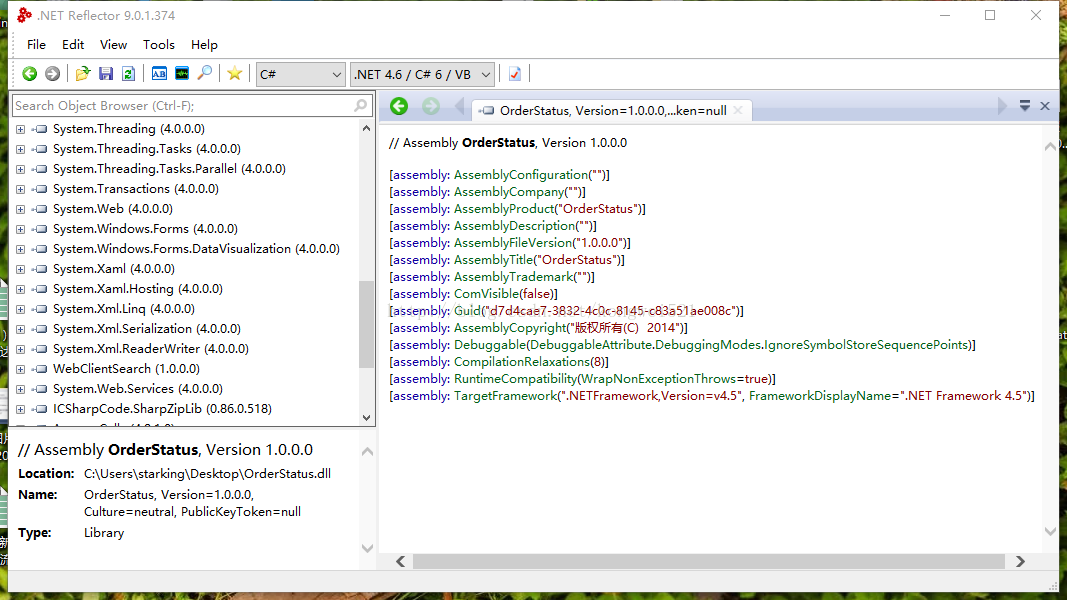 .NET Reflector 9.0.1.374
File Edit View Tools Help
C# .NET 4.6 / C# 6 / VB
Search Object Browser (Ctrl-F);
System.Threading (4.0.0.0)
System.Threading.Tasks (4.0.0.0)
System.Threading.Tasks.Parallel (4.0.0.0)
System.Transactions (4.0.0.0)
System.Web (4.0.0.0)
System.Windows.Forms (4.0.0.0)
System.Windows.Forms.DataVisualization (4.0.0.0)
System.Xaml (4.0.0.0)
System.Xaml.Hosting (4.0.0.0)
System.Xml.Linq (4.0.0.0)
System.Xml.Serialization (4.0.0.0)
System.Xml.ReaderWriter (4.0.0.0)
WebClientSearch (1.0.0.0)
System.Web.Services (4.0.0.0)
ICSharpCode.SharpZipLib (0.86.0.518)
// Assembly OrderStatus, Version 1.0.0.0
Location: C:\Users\starking\Desktop\OrderStatus.dll
Name: OrderStatus, Version=1.0.0.0,
Culture=neutral, PublicKeyToken=null
Type: Library
OrderStatus, Version=1.0.0.0,...ken=null
// Assembly OrderStatus, Version 1.0.0.0
[assembly: AssemblyConfiguration("")]
[assembly: AssemblyCompany("")]
[assembly: AssemblyProduct("OrderStatus")]
[assembly: AssemblyDescription("")]
[assembly: AssemblyFileVersion("1.0.0.0")]
[assembly: AssemblyTitle("OrderStatus")]
[assembly: AssemblyTrademark("")]
[assembly: ComVisible(false)]
[assembly: Guid("d7d4cae7-3832-4c0c-8145-c83a51ae008c")]
[assembly: AssemblyCopyright("版权所有(C) 2014")]
[assembly: Debuggable(DebuggableAttribute.DebuggingModes.IgnoreSymbolStoreSequencePoints)]
[assembly: CompilationRelaxations(8)]
[assembly: RuntimeCompatibility(WrapNonExceptionThrows=true)]
[assembly: TargetFramework(".NETFramework,Version=v4.5", FrameworkDisplayName=".NET Framework 4.5")]